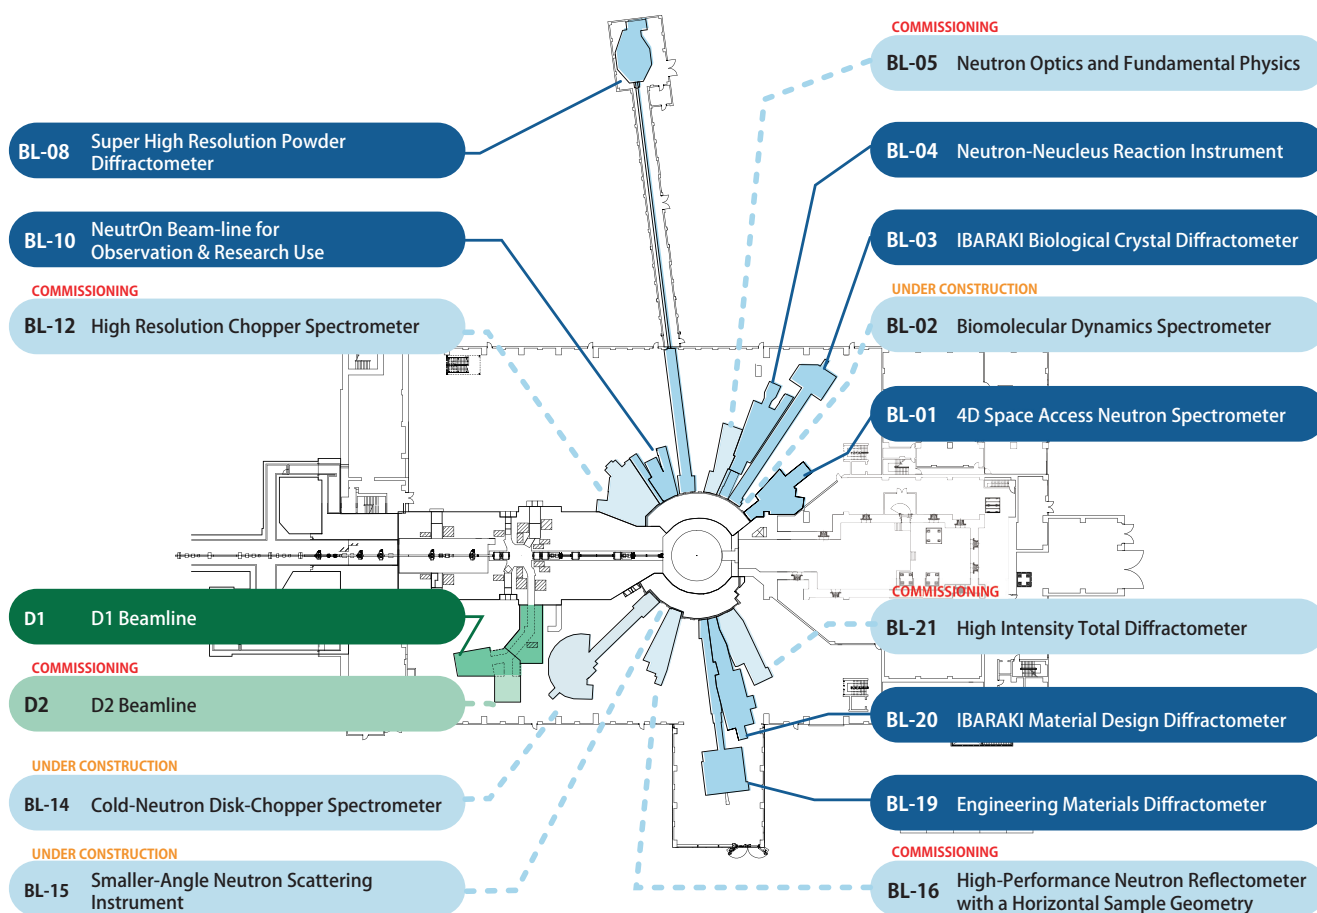 COMMISSIONING
BL-05 Neutron Optics and Fundamental Physics
BL-08 Super High Resolution Powder
Diffractometer
BL-04 Neutron-Neucleus Reaction Instrument
BL-10 NeutrOn Beam-line for
Observation & Research Use
BL-03 IBARAKI Biological Crystal Diffractometer
COMMISSIONING
BL-12 High Resolution Chopper Spectrometer
UNDER CONSTRUCTION
BL-02 Biomolecular Dynamics Spectrometer
BL-01 4D Space Access Neutron Spectrometer
D1 D1 Beamline
COMMISSIONING
BL-21 High Intensity Total Diffractometer
COMMISSIONING
D2 D2 Beamline
BL-20 IBARAKI Material Design Diffractometer
UNDER CONSTRUCTION
BL-14 Cold-Neutron Disk-Chopper Spectrometer
BL-19 Engineering Materials Diffractometer
UNDER CONSTRUCTION
BL-15 Smaller-Angle Neutron Scattering
Instrument
COMMISSIONING
BL-16 High-Performance Neutron Reflectometer
with a Horizontal Sample Geometry